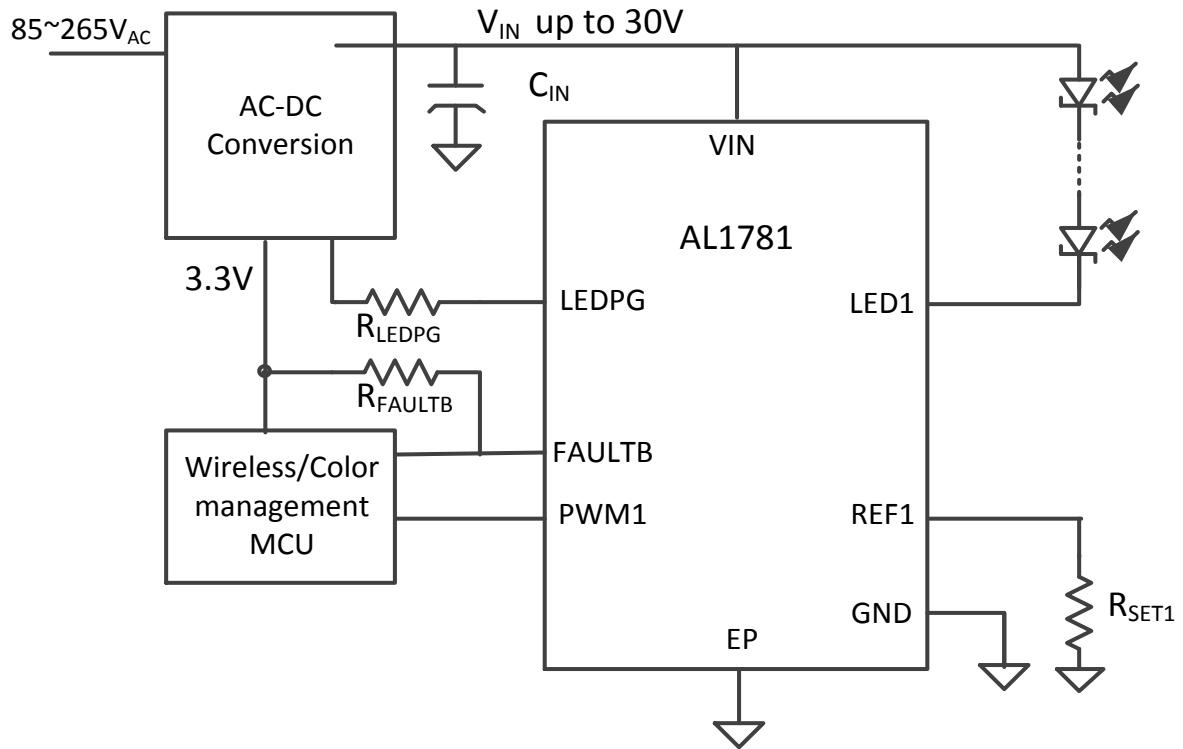 85~265VAC
VIN up to 30V
AC-DC
Conversion
CIN
VIN
AL1781
3.3V
LEDPG
LED1
RLEDPG
RFAULTB
Wireless/Color
management
MCU
FAULTB
PWM1
REF1
GND
RSET1
EP